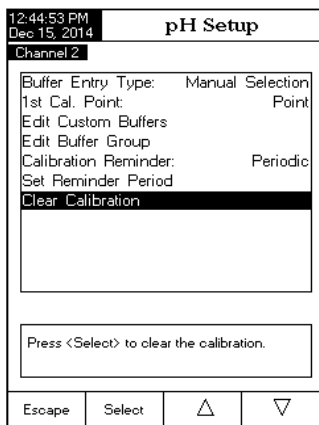 12:44:53 PM
Dec 15, 2014
pH Setup
Channel 2
Buffer Entry Type: Manual Selection
1st Cal. Point: Point
Edit Custom Buffers
Edit Buffer Group
Calibration Reminder: Periodic
Set Reminder Period
Clear Calibration
Press <Select> to clear the calibration.
Escape Select